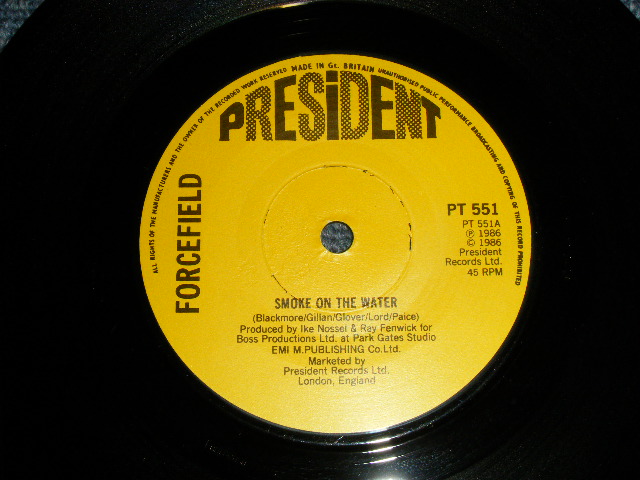 ALL RIGHTS OF THE MANUFACTURERS AND THE OWNER OF THE RECORDED WORK RESERVED MADE IN Gt. BRITAIN UNAUTHORISED PUBLIC PERFORMANCE BROADCASTING AND COPYING OF THIS RECORD PROHIBITED
PRESIDENT
FORCEFIELD
PT 551
PT 551A
℗ 1986
© 1986
President
Records Ltd.
45 RPM
SMOKE ON THE WATER
(Blackmore/Gillan/Glover/Lord/Paice)
Produced by Ike Nossel & Ray Fenwick for
Boss Productions Ltd. at Park Gates Studio
EMI M.PUBLISHING Co.Ltd.
Marketed by
President Records Ltd.
London, England